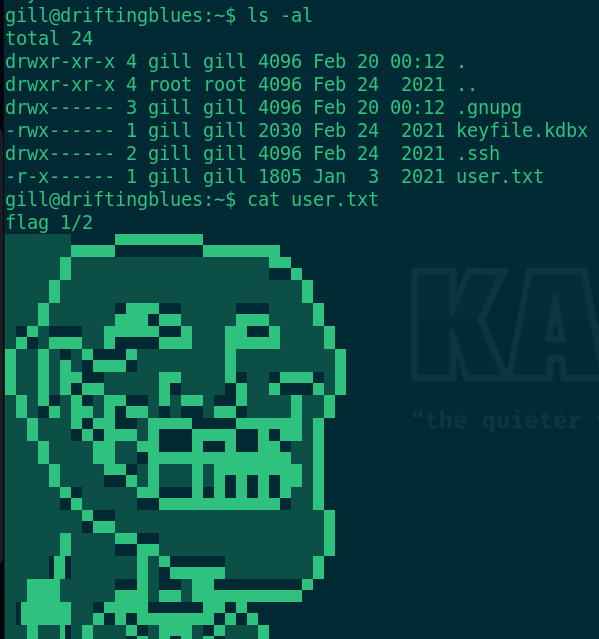 gill@driftingblues:~$ ls -al
total 24
drwxr-xr-x 4 gill gill 4096 Feb 20 00:12 .
drwxr-xr-x 4 root root 4096 Feb 24  2021 ..
drwx------ 3 gill gill 4096 Feb 20 00:12 .gnupg
-rwx------ 1 gill gill 2030 Feb 24  2021 keyfile.kdbx
drwx------ 2 gill gill 4096 Feb 24  2021 .ssh
-r-x------ 1 gill gill 1805 Jan  3  2021 user.txt
gill@driftingblues:~$ cat user.txt
flag 1/2
KA
“the quieter